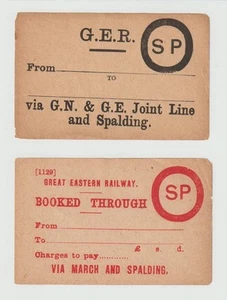 G.E.R.
SP
From
TO
via G.N. & G.E. Joint Line
and Spalding.
[1129]
GREAT EASTERN RAILWAY.
SP
BOOKED THROUGH
From
To
£ s. d.
Charges to pay...........
VIA MARCH AND SPALDING.